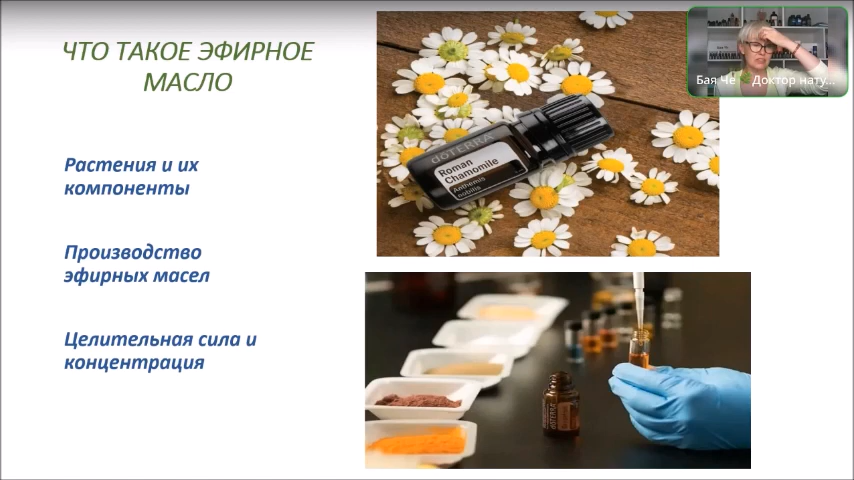 ЧТО ТАКОЕ ЭФИРНОЕ
МАСЛО
Растения и их
компоненты
Производство
эфирных масел
Целительная сила и
концентрация
dōTERRA
Roman
Chamomile
Anthemis
nobilis
Бая Че Доктор нату...
dōTERRA